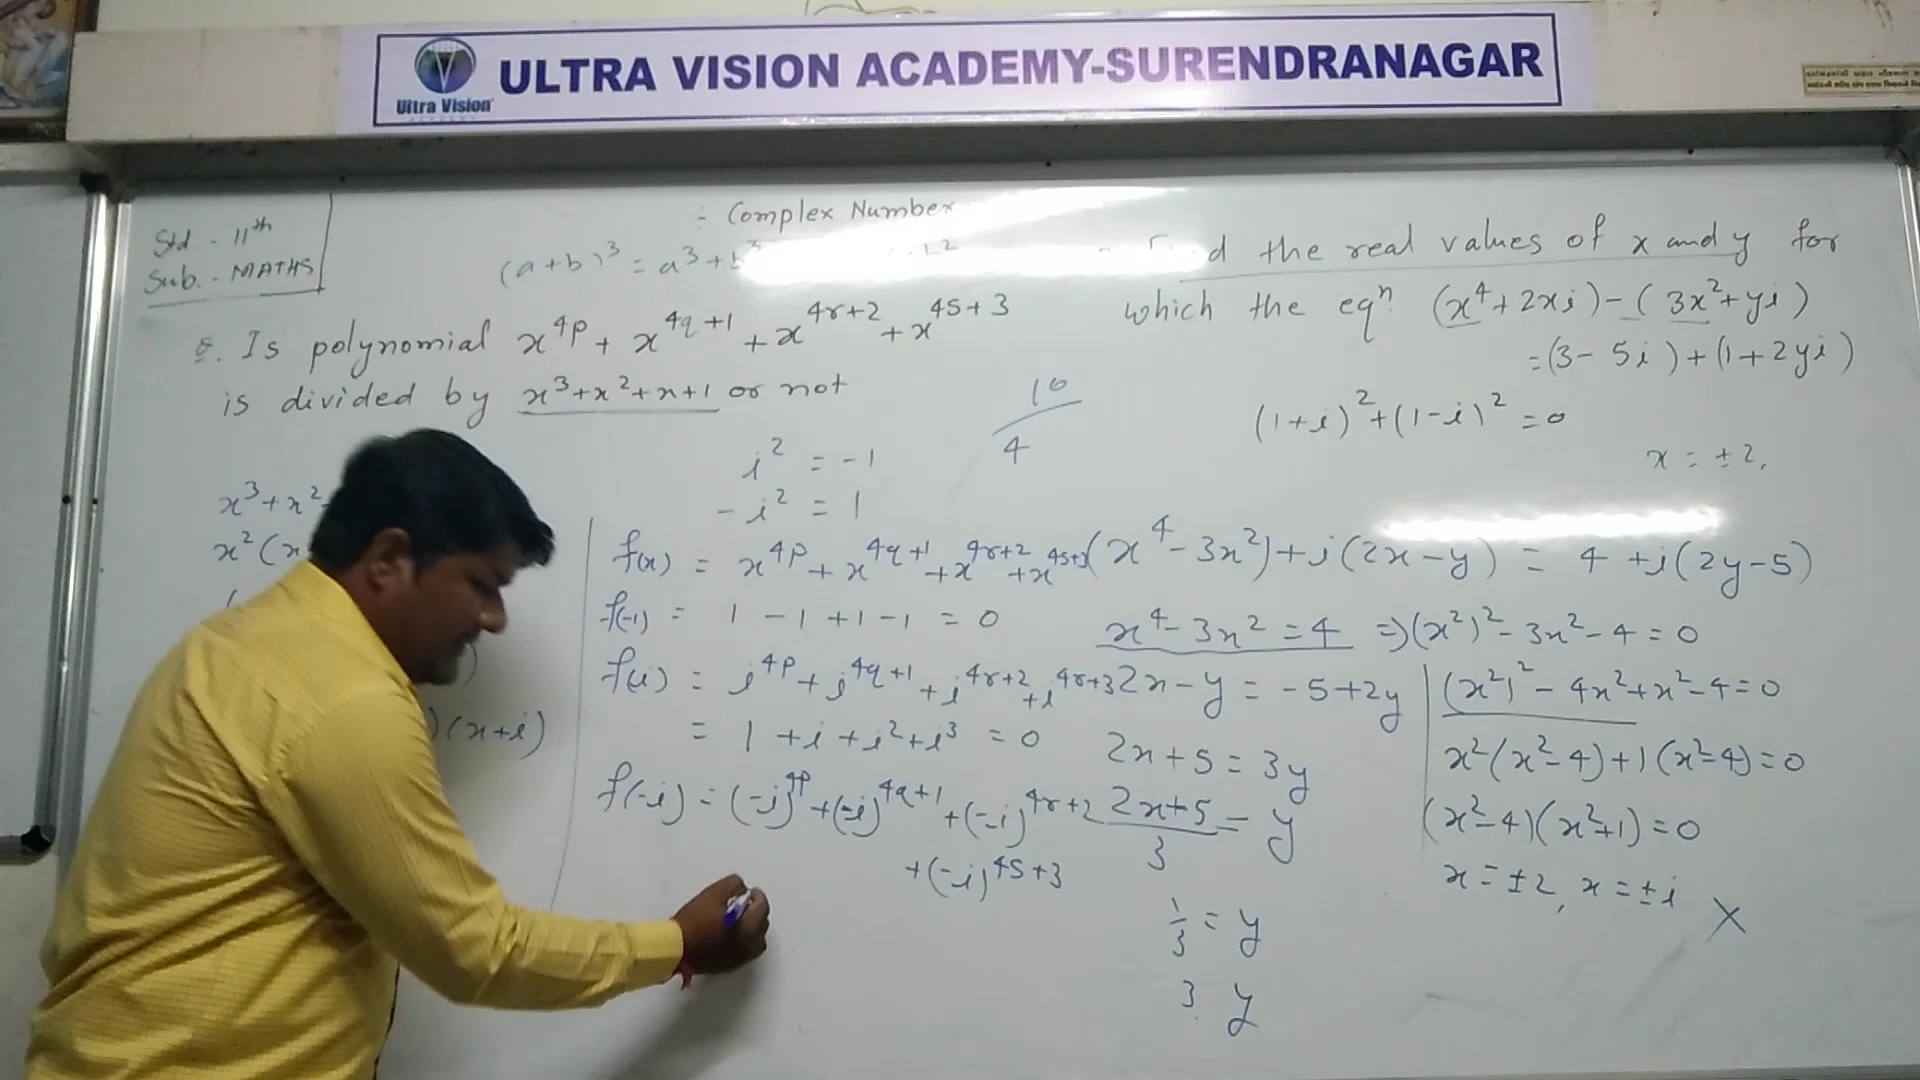 ULTRA VISION ACADEMY-SURENDRANAGAR
Ultra Vision
Std - 11th
Sub. - MATHS
:- Complex Number
(a+b)³ = a³ + b³
Q. Is polynomial x^4p + x^4q+1 + x^4r+2 + x^4s+3
is divided by x³+x²+x+1 or not
i² = -1
-i² = 1
10/4
x³+x²
x²(x
)(x+i)
f(x) = x^4p + x^4q+1 + x^4r+2 + x^4s+3
f(-1) = 1 - 1 + 1 - 1 = 0
f(i) = i^4p + i^4q+1 + i^4r+2 + i^4r+3
= 1 + i + i² + i³ = 0
f(-i) = (-i)^4p + (-i)^4q+1 + (-i)^4r+2
+ (-i)^4s+3
the real values of x and y for
which the eqⁿ. (x⁴+2xi) - (3x²+yi)
= (3-5i) + (1+2yi)
(1+i)² + (1-i)² = 0
x = ±2,
(x⁴-3x²) + i(2x-y) = 4 + i(2y-5)
x⁴-3x² = 4 ⇒ (x²)² - 3x² - 4 = 0
2x-y = -5+2y
2x+5 = 3y
(2x+5)/3 = y
1/3 = y
3 y
(x²)² - 4x² + x² - 4 = 0
x²(x²-4) + 1(x²-4) = 0
(x²-4)(x²+1) = 0
x = ±2, x = ±i X